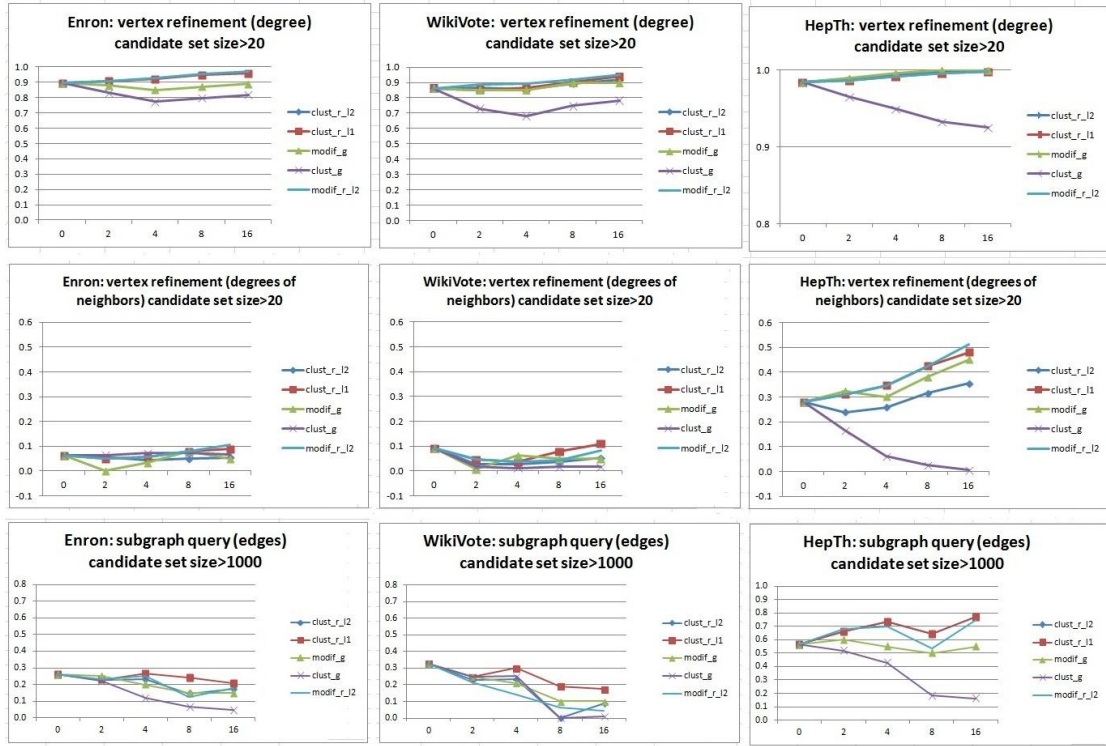 Enron: vertex refinement (degree)
candidate set size>20
1.0
0.9
0.8
0.7
0.6
0.5
0.4
0.3
0.2
0.1
0.0
0 2 4 8 16
clust_r_l2
clust_r_l1
modif_g
clust_g
modif_r_l2
WikiVote: vertex refinement (degree)
candidate set size>20
1.0
0.9
0.8
0.7
0.6
0.5
0.4
0.3
0.2
0.1
0.0
0 2 4 8 16
clust_r_l2
clust_r_l1
modif_g
clust_g
modif_r_l2
HepTh: vertex refinement (degree)
candidate set size>20
1.0
0.9
0.8
0 2 4 8 16
clust_r_l2
clust_r_l1
modif_g
clust_g
modif_r_l2
Enron: vertex refinement (degrees of
neighbors) candidate set size>20
0.6
0.5
0.4
0.3
0.2
0.1
0.0
-0.1
0 2 4 8 16
clust_r_l2
clust_r_l1
modif_g
clust_g
modif_r_l2
WikiVote: vertex refinement (degrees of
neighbors) candidate set size>20
0.6
0.5
0.4
0.3
0.2
0.1
0.0
-0.1
0 2 4 8 16
clust_r_l2
clust_r_l1
modif_g
clust_g
modif_r_l2
HepTh: vertex refinement (degrees of
neighbors) candidate set size>20
0.6
0.5
0.4
0.3
0.2
0.1
0.0
-0.1
0 2 4 8 16
clust_r_l2
clust_r_l1
modif_g
clust_g
modif_r_l2
Enron: subgraph query (edges)
candidate set size>1000
0.8
0.7
0.6
0.5
0.4
0.3
0.2
0.1
0.0
0 2 4 8 16
clust_r_l2
clust_r_l1
modif_g
clust_g
modif_r_l2
WikiVote: subgraph query (edges)
candidate set size>1000
0.8
0.7
0.6
0.5
0.4
0.3
0.2
0.1
0.0
0 2 4 8 16
clust_r_l2
clust_r_l1
modif_g
clust_g
modif_r_l2
HepTh: subgraph query (edges)
candidate set size>1000
1.0
0.9
0.8
0.7
0.6
0.5
0.4
0.3
0.2
0.1
0.0
0 2 4 8 16
clust_r_l2
clust_r_l1
modif_g
clust_g
modif_r_l2